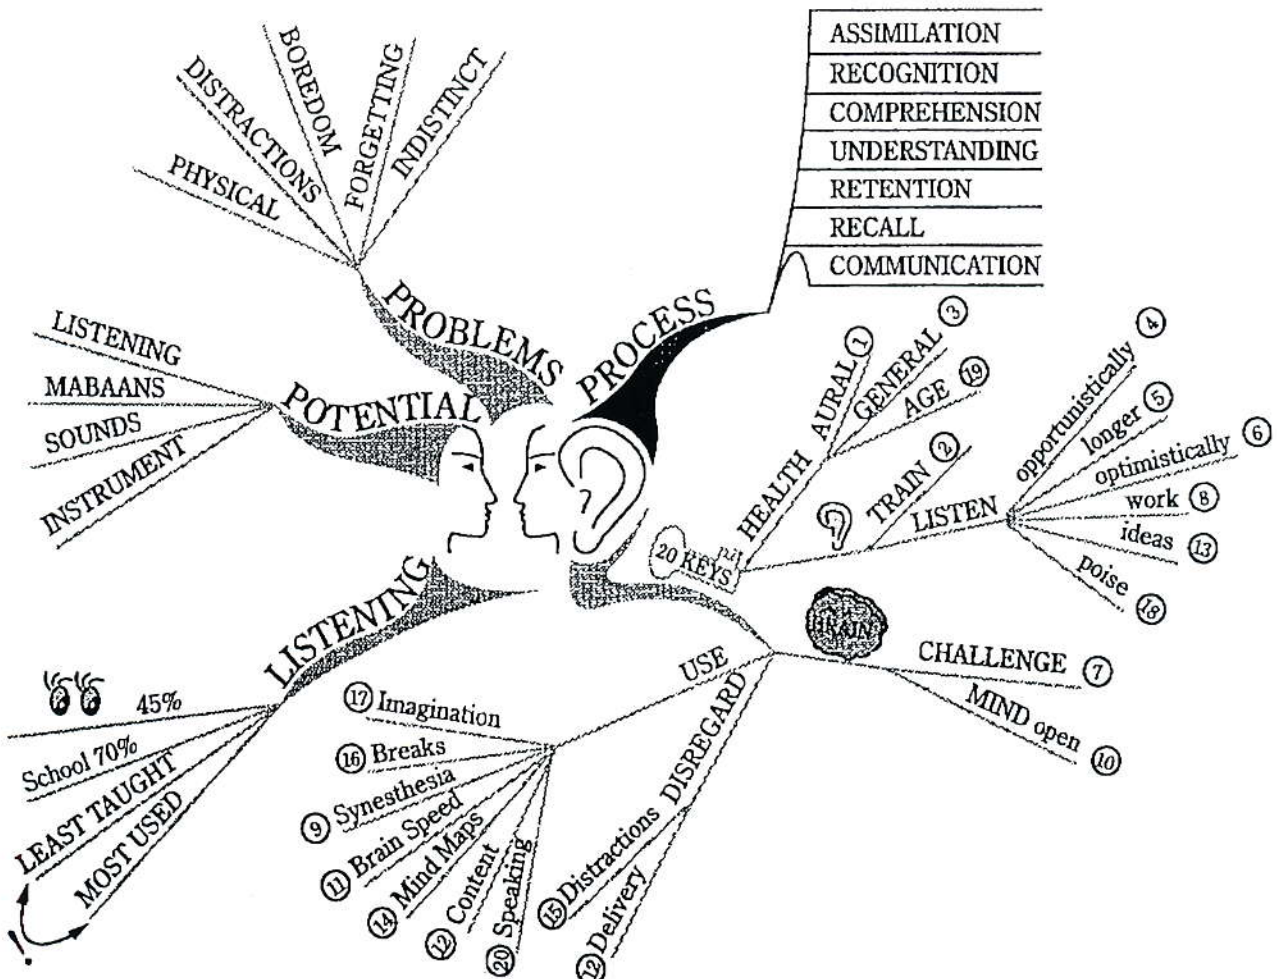 PROBLEMS
PHYSICAL
DISTRACTIONS
BOREDOM
FORGETTING
INDISTINCT
PROCESS
ASSIMILATION
RECOGNITION
COMPREHENSION
UNDERSTANDING
RETENTION
RECALL
COMMUNICATION
POTENTIAL
LISTENING
MABAANS
SOUNDS
INSTRUMENT
20 KEYS
HEALTH
AURAL 1
GENERAL 3
AGE 19
TRAIN 2
LISTEN
opportunistically 4
longer 5
optimistically 6
work 8
ideas 13
poise 18
BRAIN
CHALLENGE 7
MIND open 10
USE
17 Imagination
16 Breaks
9 Synesthesia
11 Brain Speed
14 Mind Maps
12 Content
20 Speaking
DISREGARD
15 Distractions
12 Delivery
LISTENING
45%
School 70%
LEAST TAUGHT
MOST USED
!